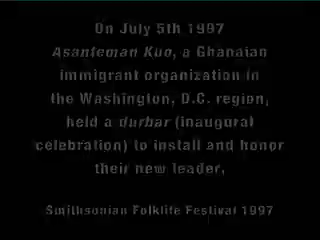 On July 5th 1997
Asanteman Kuo, a Ghanaian
immigrant organization in
the Washington, D.C. region,
held a durbar (inaugural
celebration) to install and honor
their new leader.
Smithsonian Folklife Festival 1997